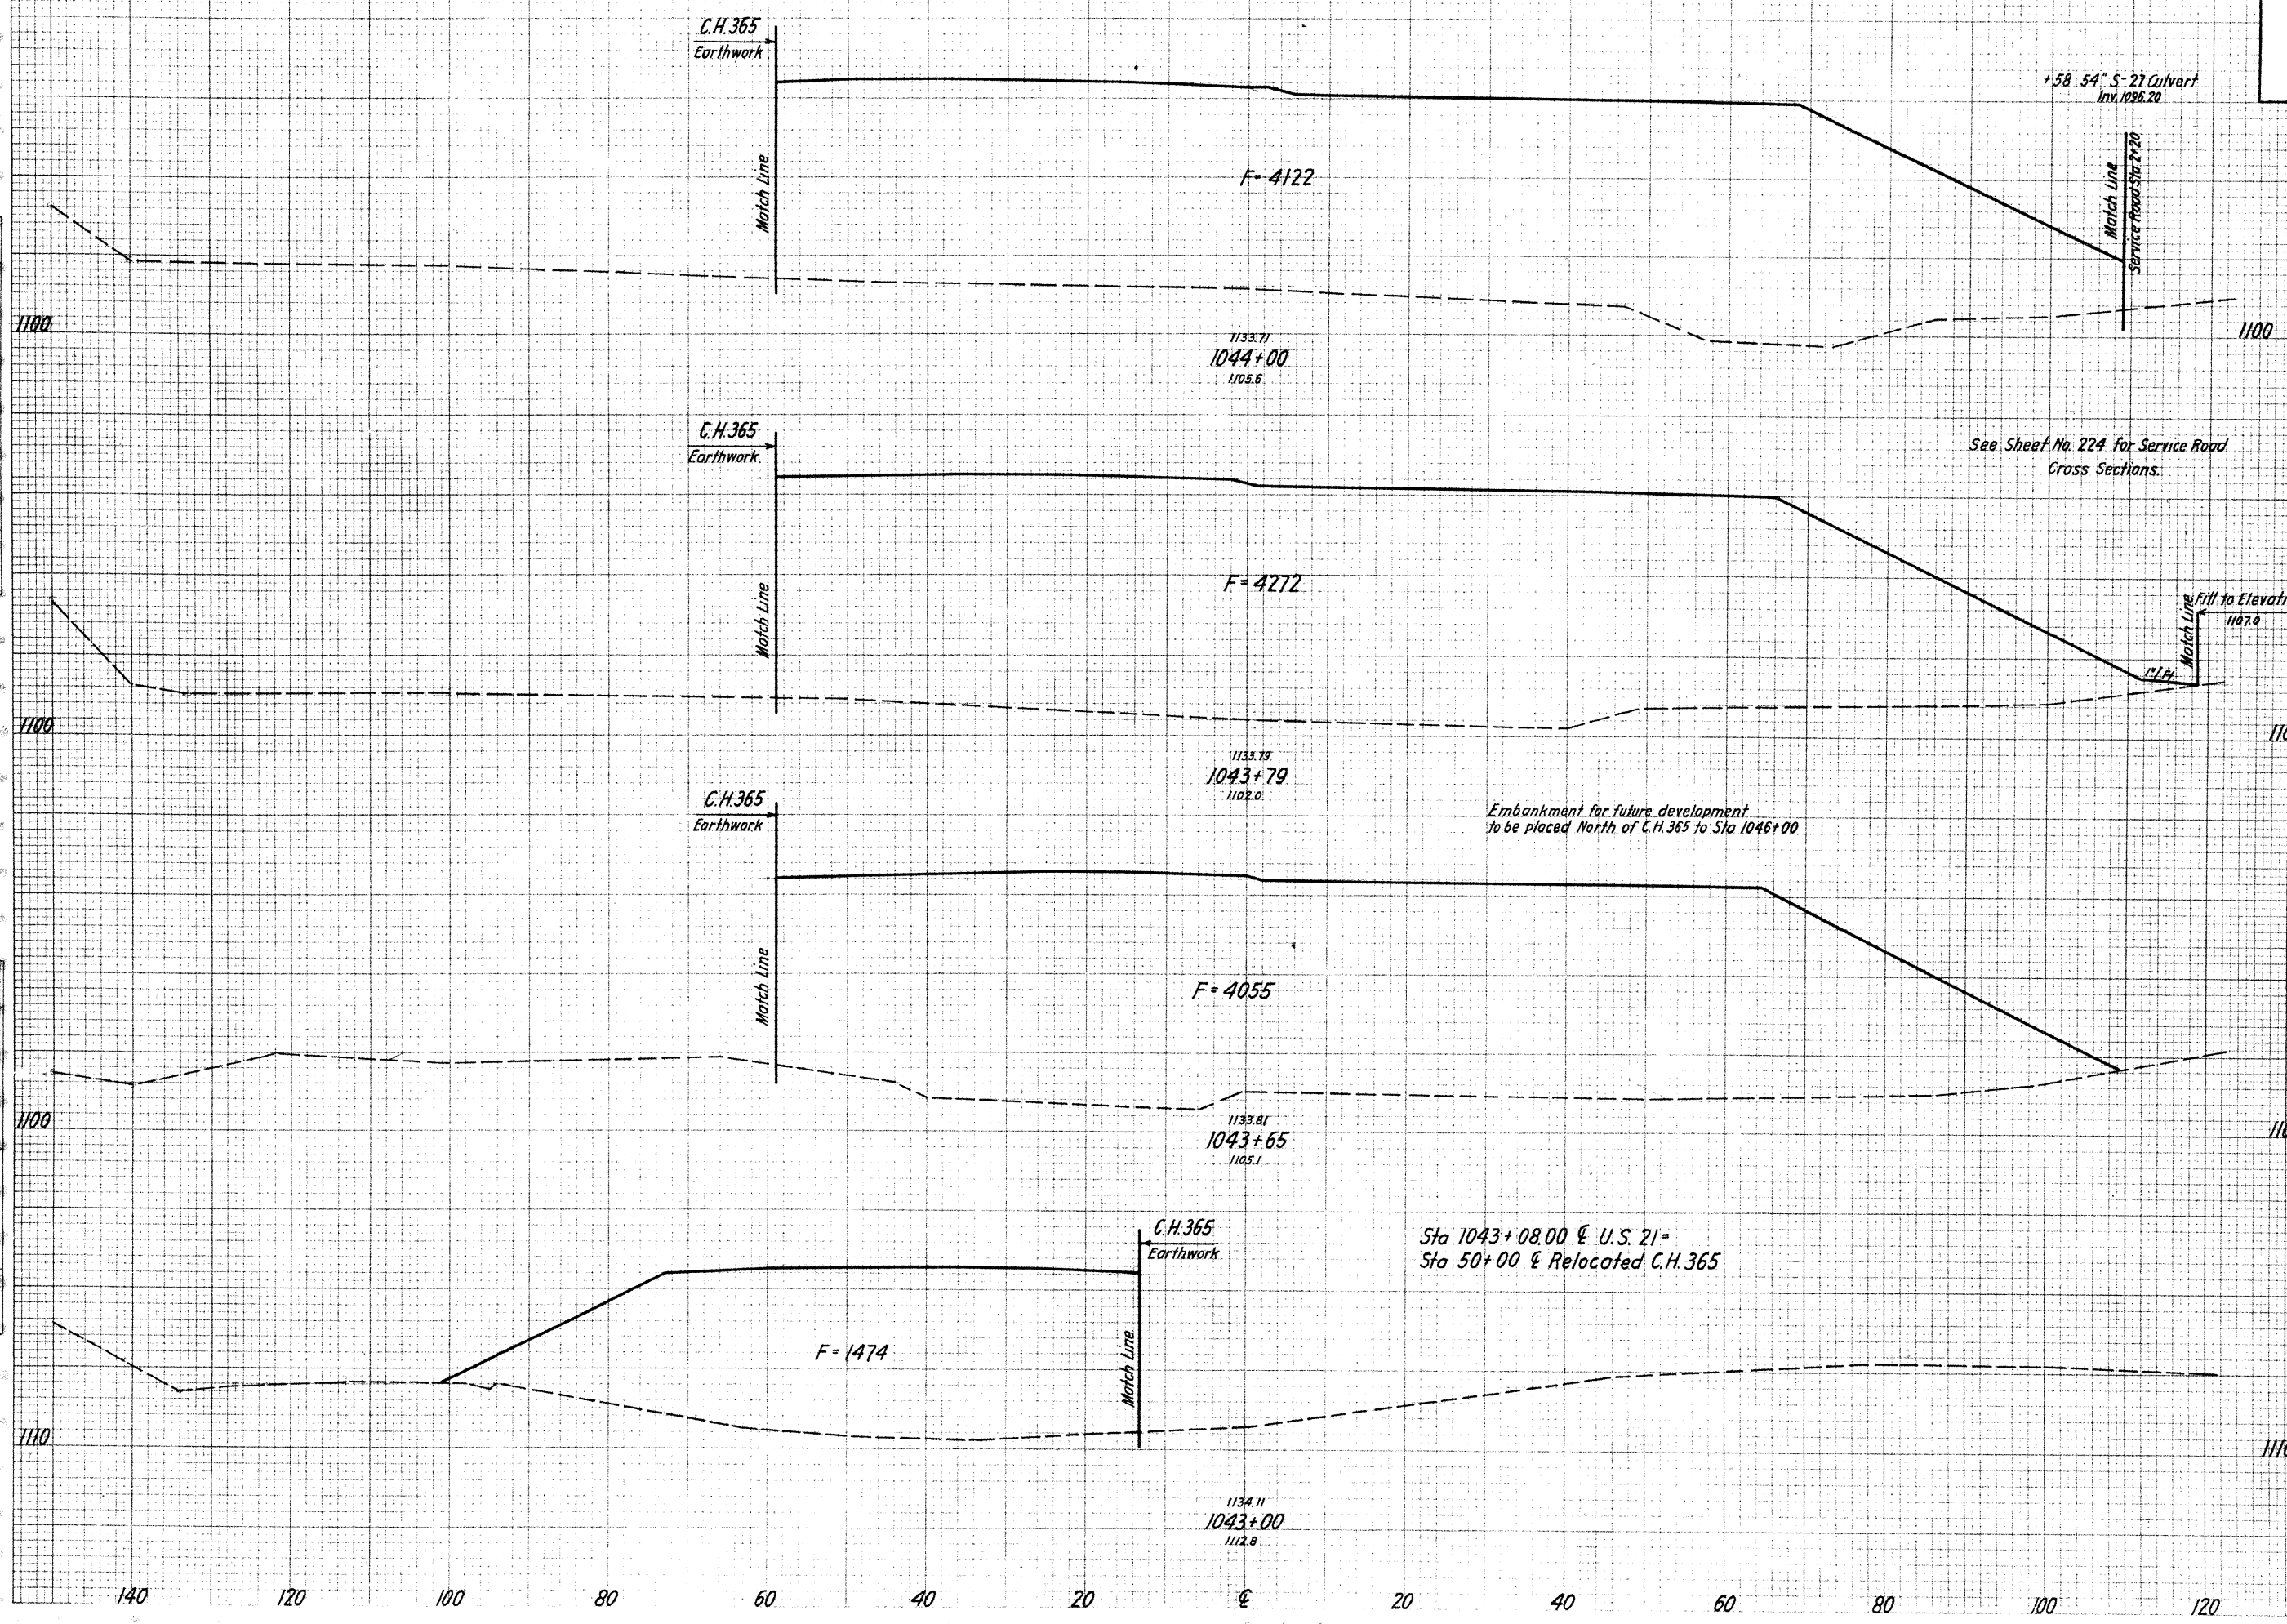 C.H.365
Earthwork
+58 54" S-27 Culvert
Inv. 1096.20
Match Line
F= 4122
Match Line
Service Road Sta 2+20
1100
1100
1133.71
1044+00
1105.6
C.H.365
Earthwork
See Sheet No. 224 for Service Road
Cross Sections.
Match Line
F= 4272
Match Line
Fill to Elevati
1107.0
1100
1133.79
1043+79
1102.0
C.H.365
Earthwork
Embankment for future development
to be placed North of C.H.365 to Sta 1046+00
Match Line
F= 4055
1100
1133.81
1043+65
1105.1
C.H.365
Earthwork
Sta 1043+08.00 ℄ U.S. 21=
Sta 50+00 ℄ Relocated C.H.365
F= 1474
Match Line
1110
1134.11
1043+00
1112.8
140 120 100 80 60 40 20 ℄ 20 40 60 80 100 120